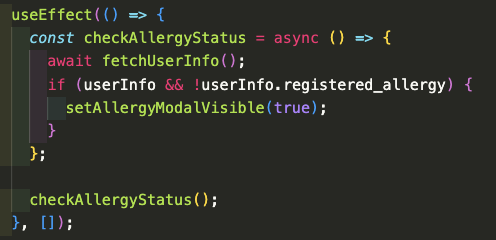 useEffect(() => {
  const checkAllergyStatus = async () => {
    await fetchUserInfo();
    if (userInfo && !userInfo.registered_allergy) {
      setAllergyModalVisible(true);
    }
  };

  checkAllergyStatus();
}, []);